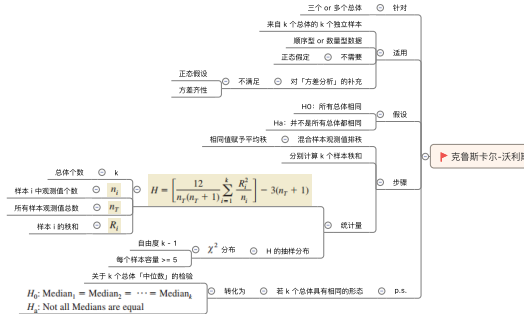 三个 or 多个总体
针对
来自 k 个总体的 k 个独立样本
顺序型 or 数量型数据
正态假定
不需要
适用
正态假设
方差齐性
不满足
对「方差分析」的补充
H0：所有总体相同
Ha：并不是所有总体都相同
假设
相同值赋予平均秩
混合样本观测值排秩
分别计算 k 个样本秩和
步骤
克鲁斯卡尔-沃利斯
总体个数
k
样本 i 中观测值个数
n_i
所有样本观测值总数
n_T
样本 i 的秩和
R_i
H = [12/(n_T(n_T + 1)) ∑_{i=1}^{k} R_i^2/n_i] − 3(n_T + 1)
统计量
自由度 k - 1
每个样本容量 >= 5
χ² 分布
H 的抽样分布
关于 k 个总体「中位数」的检验
H₀: Median₁ = Median₂ = ⋯ = Medianₖ
Hₐ: Not all Medians are equal
转化为
若 k 个总体具有相同的形态
p.s.